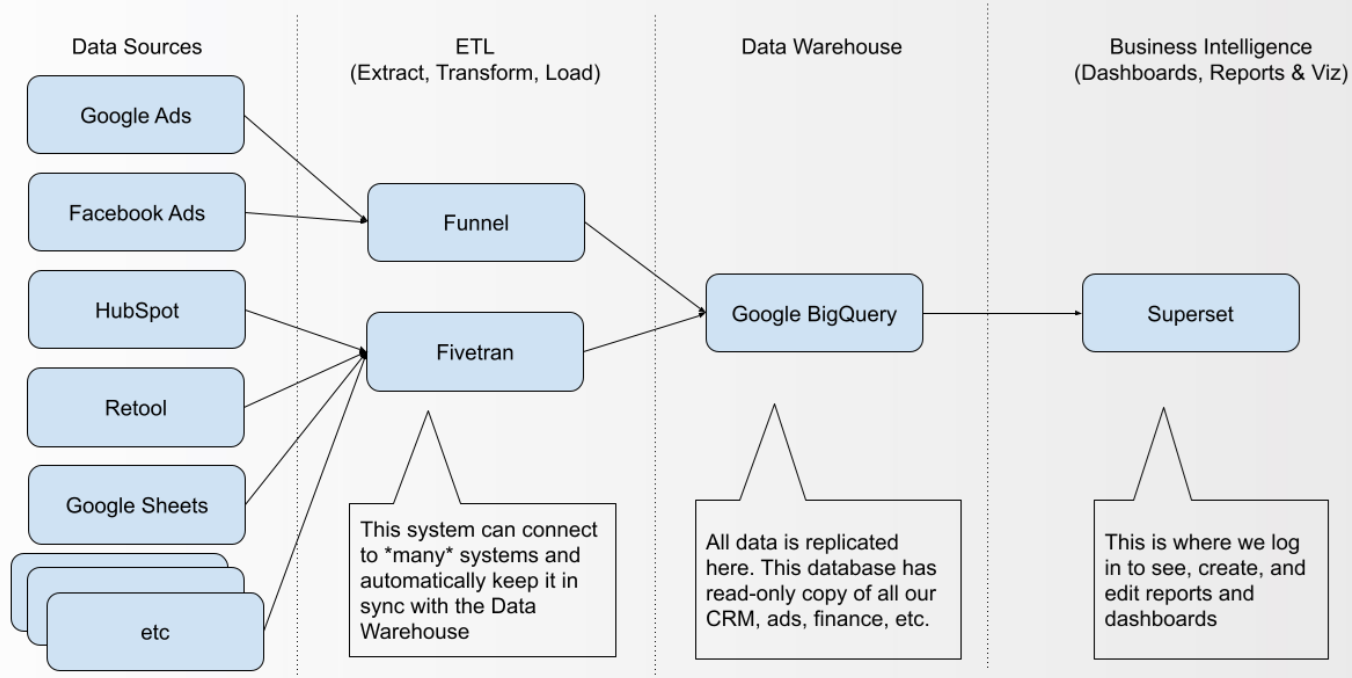 Data Sources
ETL
(Extract, Transform, Load)
Data Warehouse
Business Intelligence
(Dashboards, Reports & Viz)
Google Ads
Facebook Ads
HubSpot
Retool
Google Sheets
etc
Funnel
Fivetran
Google BigQuery
Superset
This system can connect
to *many* systems and
automatically keep it in
sync with the Data
Warehouse
All data is replicated
here. This database has
read-only copy of all our
CRM, ads, finance, etc.
This is where we log
in to see, create, and
edit reports and
dashboards